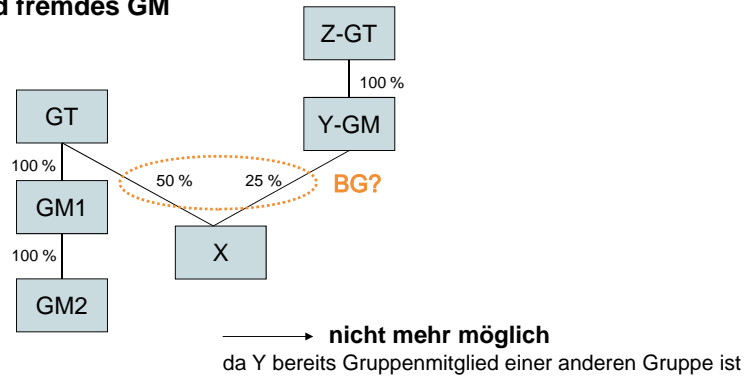 d fremdes GM
Z-GT
100 %
GT
Y-GM
100 %
50 %
25 %
BG?
GM1
X
100 %
GM2
nicht mehr möglich
da Y bereits Gruppenmitglied einer anderen Gruppe ist